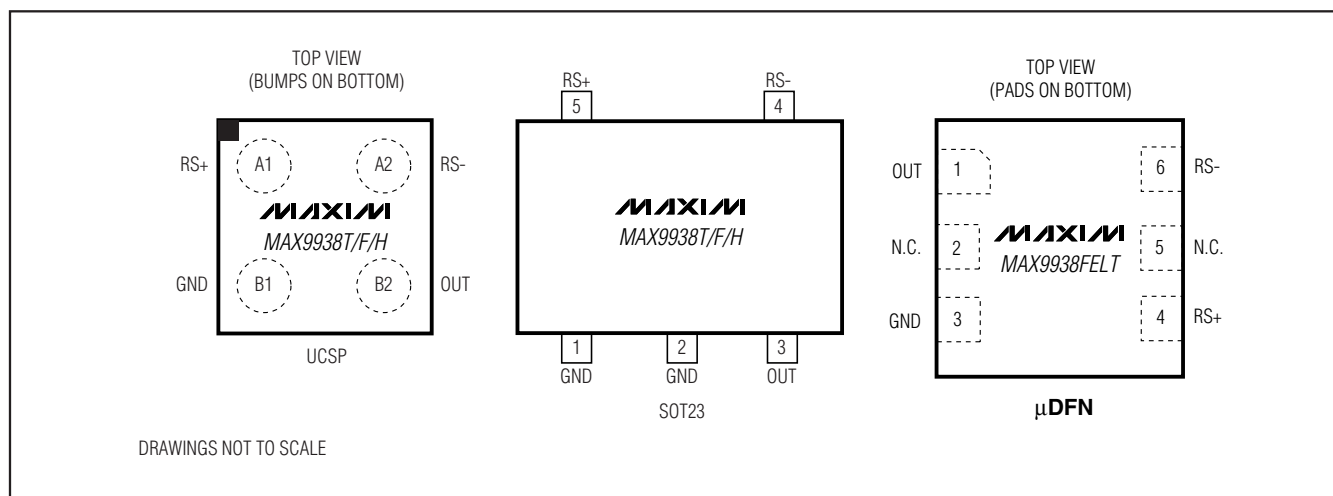 TOP VIEW
(BUMPS ON BOTTOM)
RS+
A1
A2
RS-
MAXIM
MAX9938T/F/H
GND
B1
B2
OUT
UCSP
RS+
RS-
5
4
MAXIM
MAX9938T/F/H
1
2
3
GND
GND
OUT
SOT23
TOP VIEW
(PADS ON BOTTOM)
OUT
1
6
RS-
N.C.
2
MAXIM
5
N.C.
MAX9938FELT
GND
3
4
RS+
μDFN
DRAWINGS NOT TO SCALE